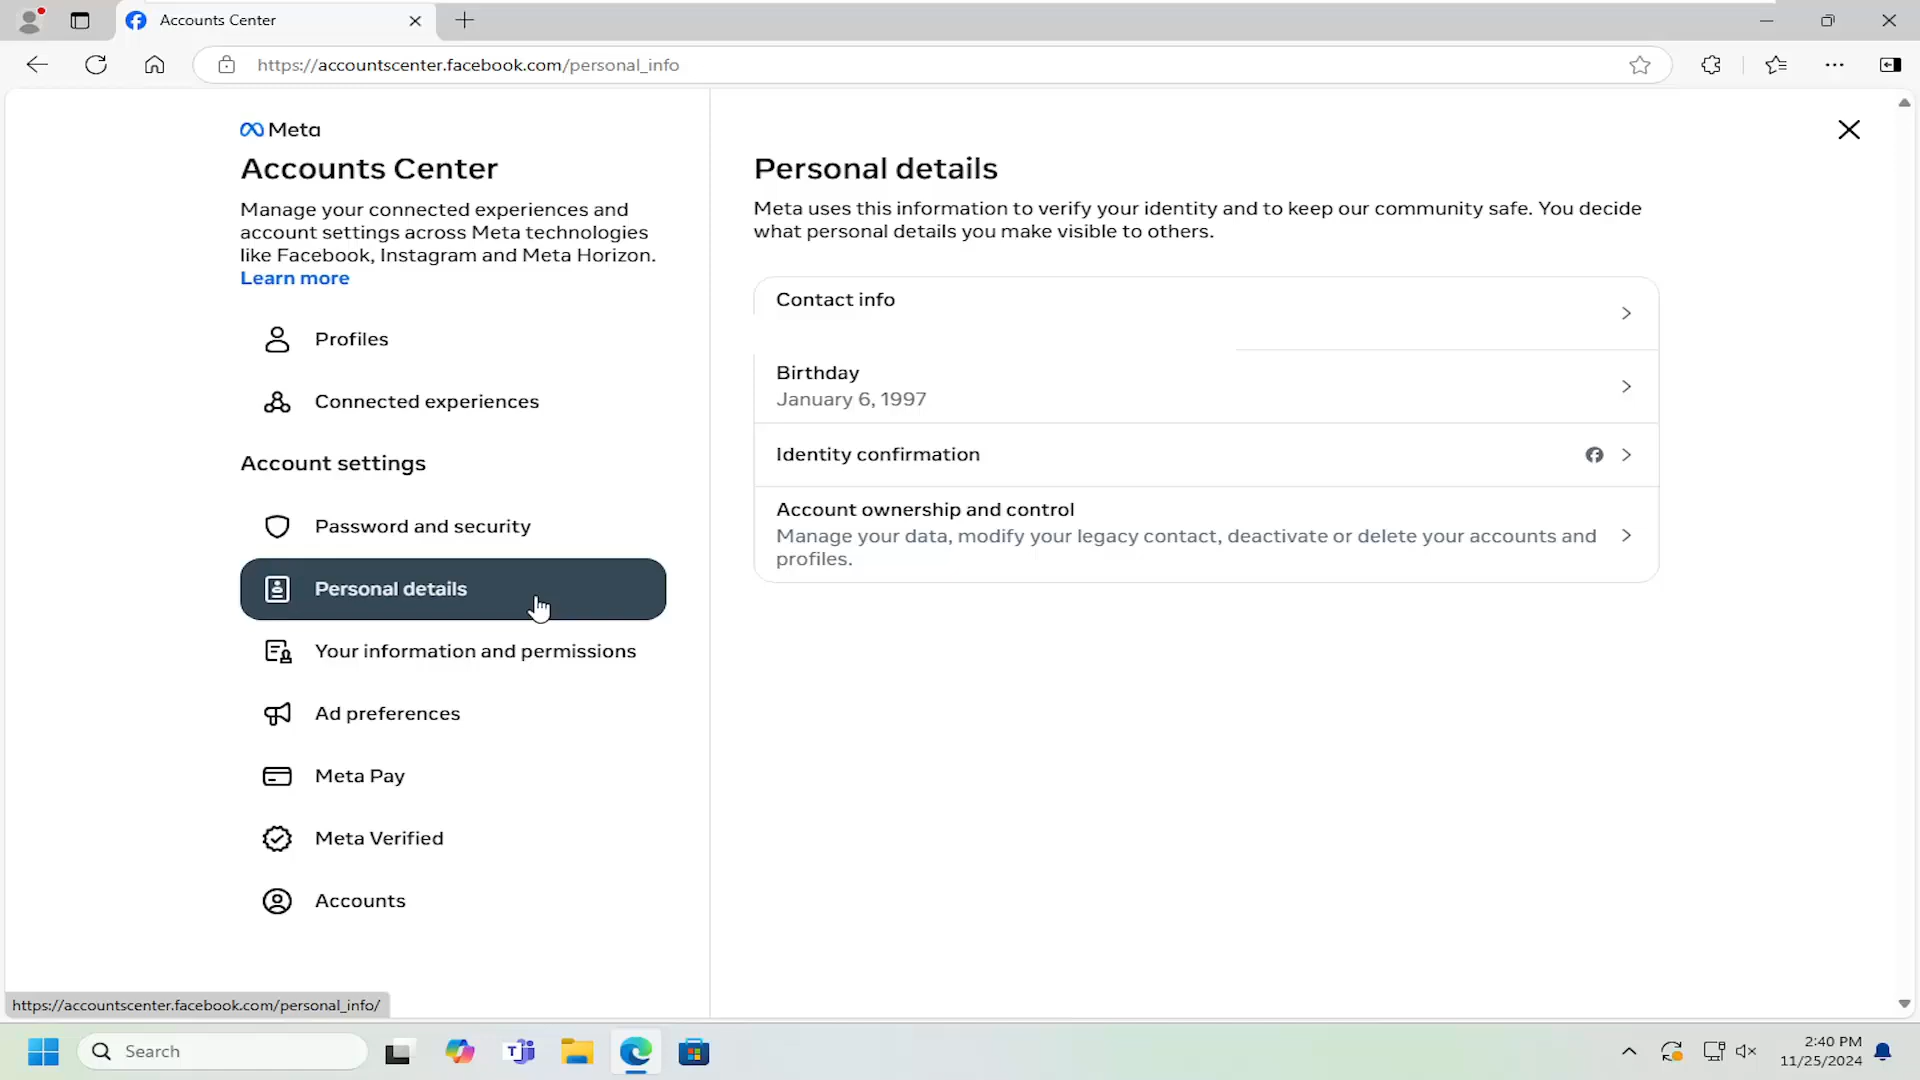 Accounts Center
https://accountscenter.facebook.com/personal_info
Meta
Accounts Center
Manage your connected experiences and
account settings across Meta technologies
like Facebook, Instagram and Meta Horizon.
Learn more
Profiles
Connected experiences
Account settings
Password and security
Personal details
Your information and permissions
Ad preferences
Meta Pay
Meta Verified
Accounts
Personal details
Meta uses this information to verify your identity and to keep our community safe. You decide
what personal details you make visible to others.
Contact info
Birthday
January 6, 1997
Identity confirmation
Account ownership and control
Manage your data, modify your legacy contact, deactivate or delete your accounts and
profiles.
https://accountscenter.facebook.com/personal_info/
Search
2:40 PM
11/25/2024